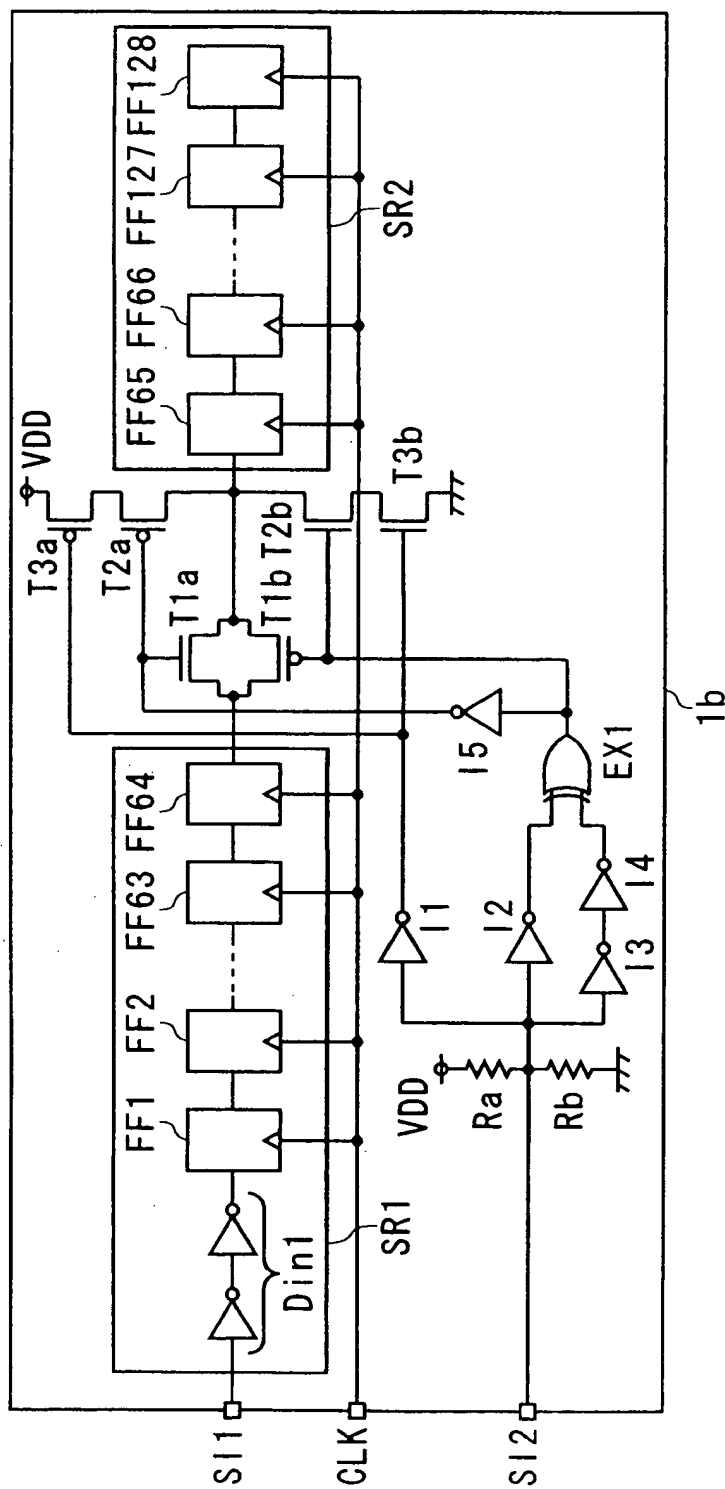 FF128
FF127
SR2
FF66
FF65
VDD
T3b
T3a
T2a
T2b
T1a
T1b
1b
I5
EX1
FF64
FF63
I1
I2
I4
I3
FF2
FF1
VDD
Ra
Rb
SR1
Din1
SI1
CLK
SI2